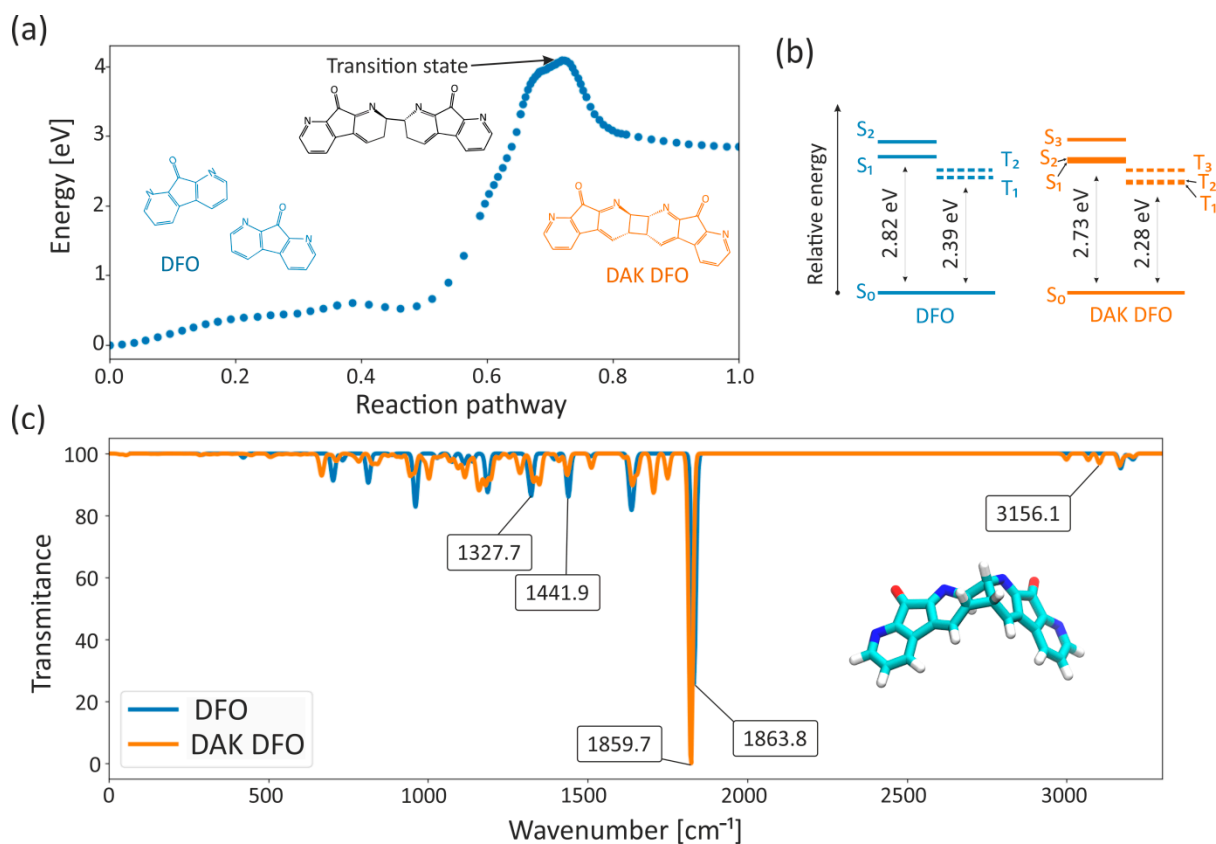 (a)
Energy [eV]
4
3
2
1
0
Transition state
O
N
N
O
N
N
O
N
N
DFO
O
N
N
O
N
N
O
N
N
DAK DFO
0.0
0.2
0.4
0.6
0.8
1.0
Reaction pathway
(b)
Relative energy
S₂
S₁
T₂
T₁
2.82 eV
2.39 eV
S₀
DFO
S₃
S₂
S₁
T₃
T₂
T₁
2.73 eV
2.28 eV
S₀
DAK DFO
(c)
Transmitance
100
80
60
40
20
0
1327.7
1441.9
3156.1
1859.7
1863.8
DFO
DAK DFO
0
500
1000
1500
2000
2500
3000
Wavenumber [cm⁻¹]